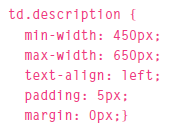 td.description {
  min-width: 450px;
  max-width: 650px;
  text-align: left;
  padding: 5px;
  margin: 0px;}